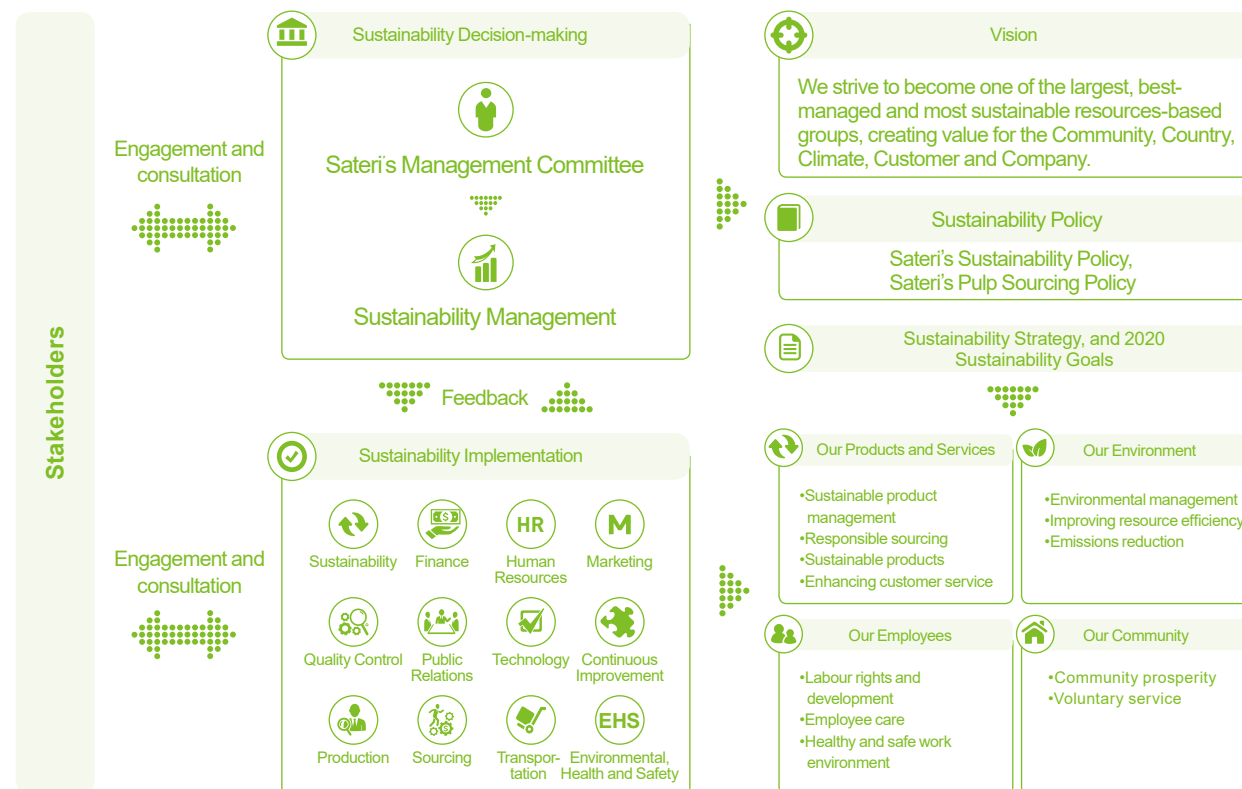 Stakeholders
Engagement and
consultation
Engagement and
consultation
Sustainability Decision-making
Sateri's Management Committee
Sustainability Management
Feedback
Sustainability Implementation
Sustainability
Finance
HR
Human
Resources
M
Marketing
Quality Control
Public
Relations
Technology
Continuous
Improvement
Production
$
Sourcing
Transpor-
tation
EHS
Environmental,
Health and Safety
Vision
We strive to become one of the largest, best-
managed and most sustainable resources-based
groups, creating value for the Community, Country,
Climate, Customer and Company.
Sustainability Policy
Sateri’s Sustainability Policy,
Sateri’s Pulp Sourcing Policy
Sustainability Strategy, and 2020
Sustainability Goals
Our Products and Services
•Sustainable product
management
•Responsible sourcing
•Sustainable products
•Enhancing customer service
Our Environment
•Environmental management
•Improving resource efficiency
•Emissions reduction
Our Employees
•Labour rights and
development
•Employee care
•Healthy and safe work
environment
Our Community
•Community prosperity
•Voluntary service